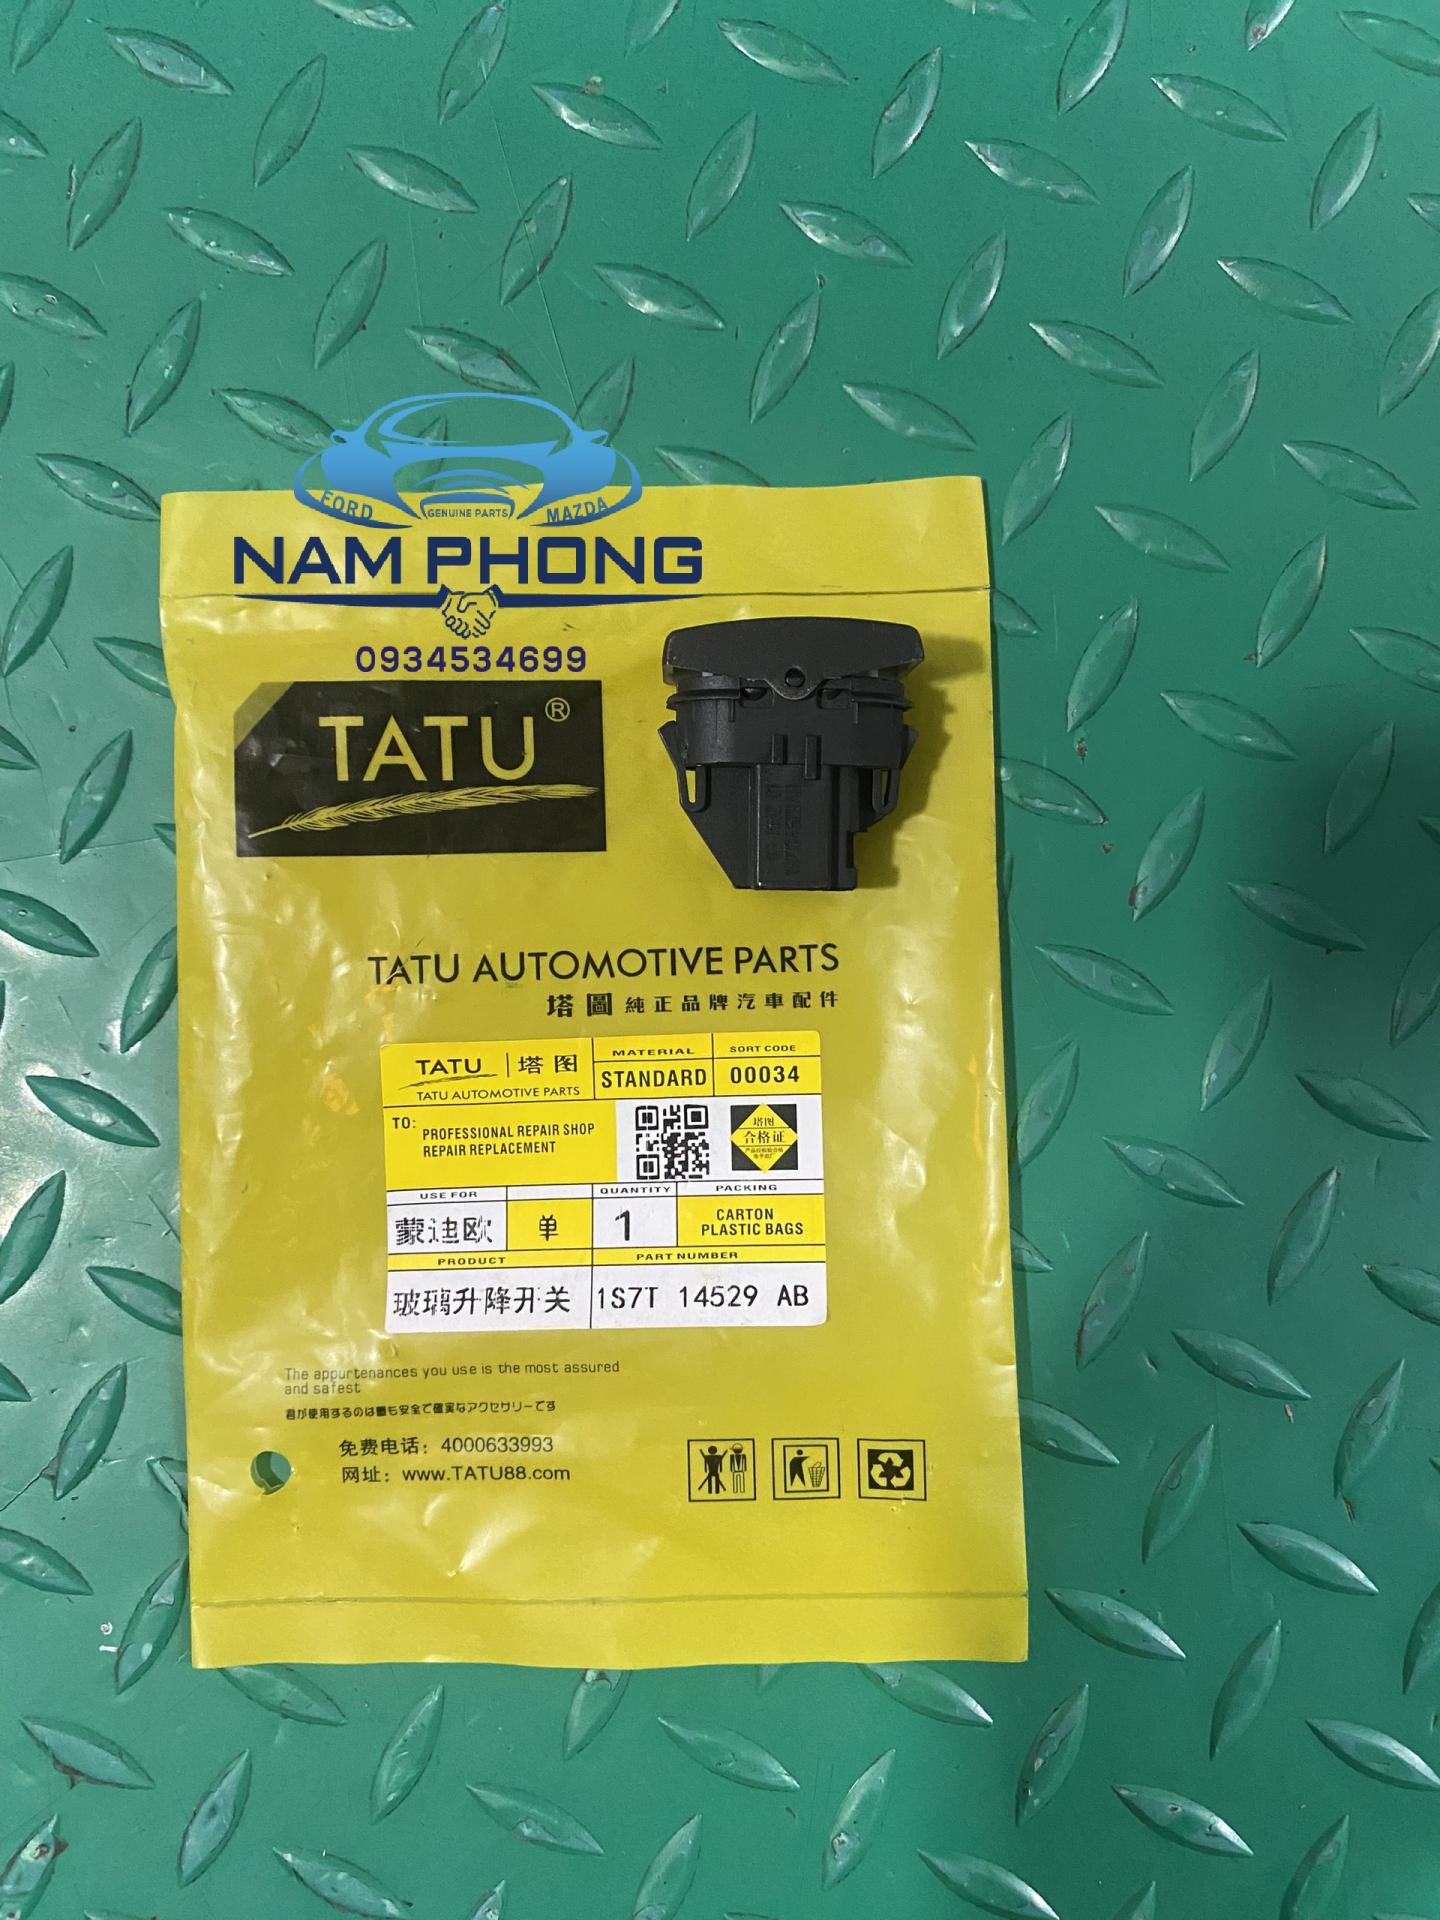 FORD
GENUINE PARTS
MAZDA
NAM PHONG
0934534699
TATU®
TATU AUTOMOTIVE PARTS
塔圖 純正品牌汽車配件
TATU | 塔图
TATU AUTOMOTIVE PARTS
MATERIAL
STANDARD
SORT CODE
00034
TO:
PROFESSIONAL REPAIR SHOP
REPAIR REPLACEMENT
塔图
合格证
USE FOR
QUANTITY
PACKING
蒙迪欧
单
1
CARTON
PLASTIC BAGS
PRODUCT
PART NUMBER
玻璃升降开关
1S7T 14529 AB
The appurtenances you use is the most assured
and safest
君が使用するのは最も安全で確実なアクセサリーです
免费电话：4000633993
网址：www.TATU88.com